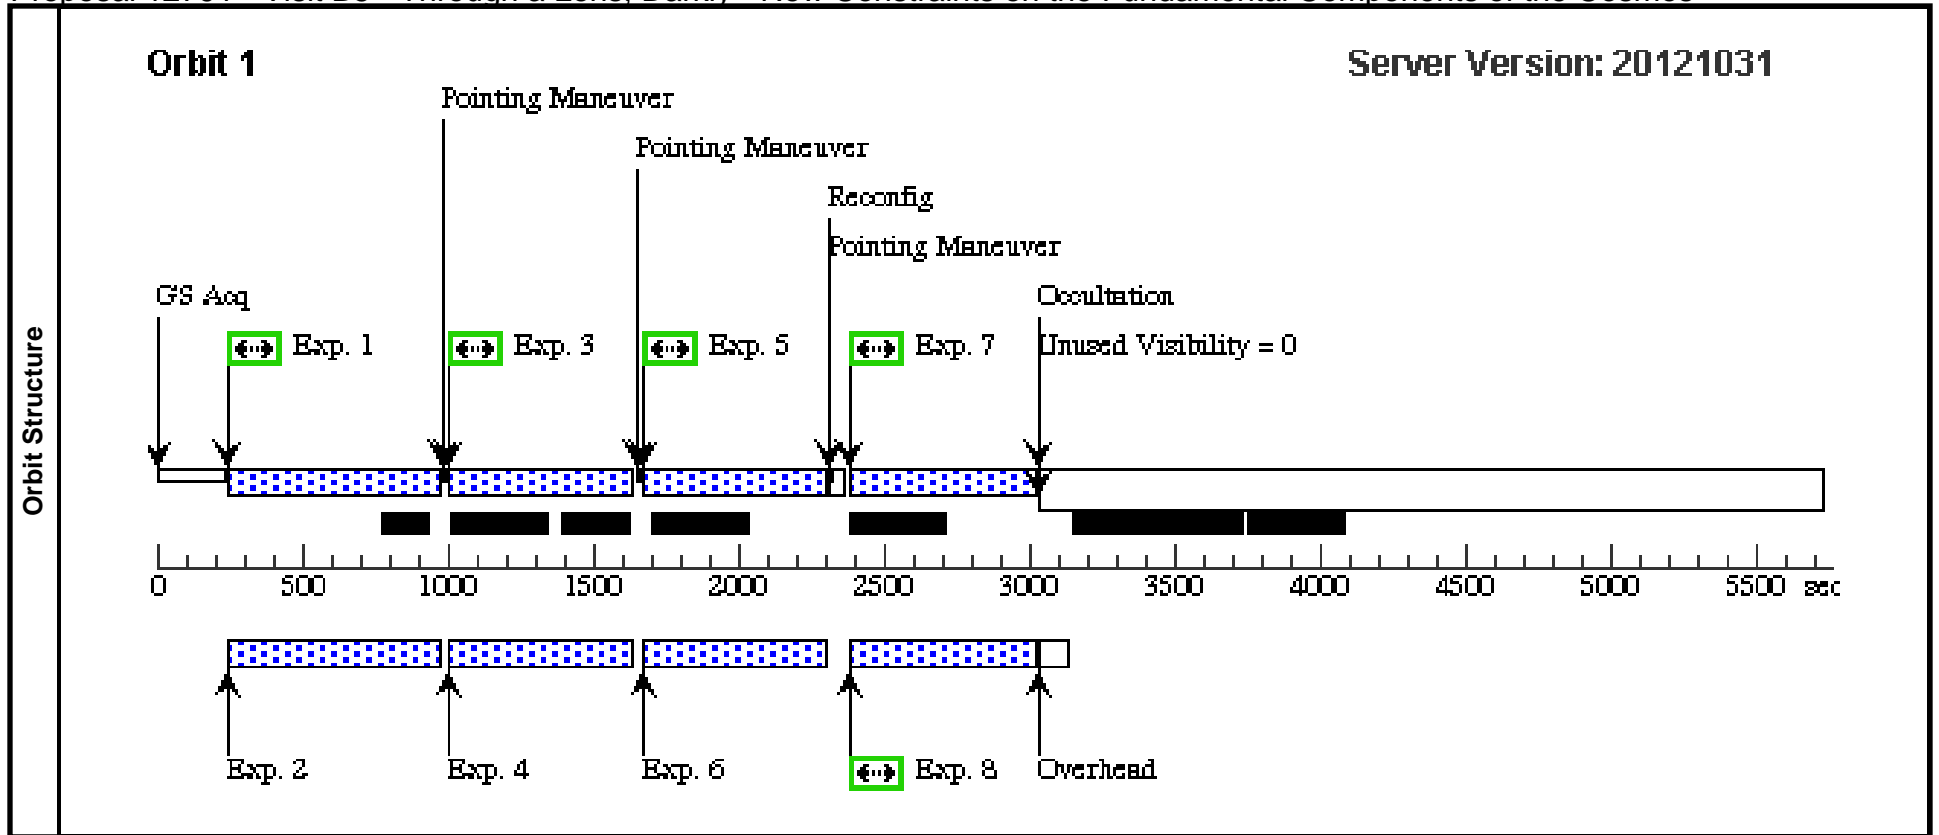 Orbit 1
Server Version: 20121031
Pointing Maneuver
Pointing Maneuver
Reconfig
Pointing Maneuver
GS Acq
Occultation
Exp. 1
Exp. 3
Exp. 5
Exp. 7
Unused Visibility = 0
Orbit Structure
0 500 1000 1500 2000 2500 3000 3500 4000 4500 5000 5500 sec
Exp. 2
Exp. 4
Exp. 6
Exp. 8
Overhead